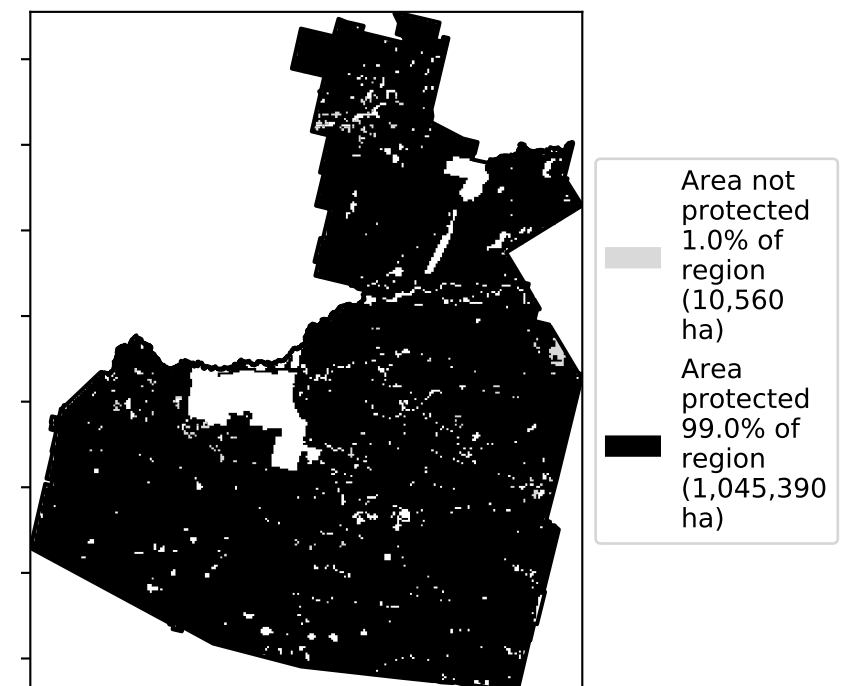 Area not
protected
1.0% of
region
(10,560
ha)
Area
protected
99.0% of
region
(1,045,390
ha)